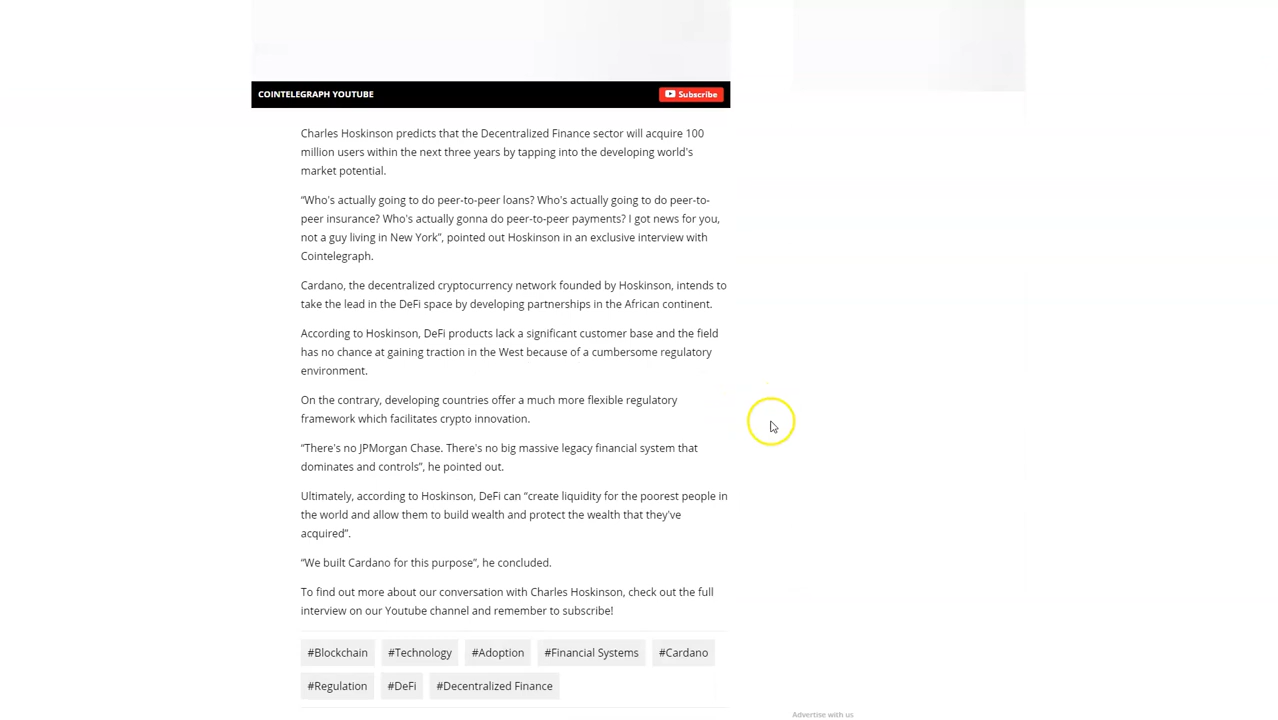 COINTELEGRAPH YOUTUBE
Subscribe
Charles Hoskinson predicts that the Decentralized Finance sector will acquire 100
million users within the next three years by tapping into the developing world's
market potential.
“Who's actually going to do peer-to-peer loans? Who's actually going to do peer-to-
peer insurance? Who's actually gonna do peer-to-peer payments? I got news for you,
not a guy living in New York”, pointed out Hoskinson in an exclusive interview with
Cointelegraph.
Cardano, the decentralized cryptocurrency network founded by Hoskinson, intends to
take the lead in the DeFi space by developing partnerships in the African continent.
According to Hoskinson, DeFi products lack a significant customer base and the field
has no chance at gaining traction in the West because of a cumbersome regulatory
environment.
On the contrary, developing countries offer a much more flexible regulatory
framework which facilitates crypto innovation.
“There's no JPMorgan Chase. There's no big massive legacy financial system that
dominates and controls”, he pointed out.
Ultimately, according to Hoskinson, DeFi can “create liquidity for the poorest people in
the world and allow them to build wealth and protect the wealth that they've
acquired”.
“We built Cardano for this purpose”, he concluded.
To find out more about our conversation with Charles Hoskinson, check out the full
interview on our Youtube channel and remember to subscribe!
#Blockchain #Technology #Adoption #Financial Systems #Cardano
#Regulation #DeFi #Decentralized Finance
Advertise with us